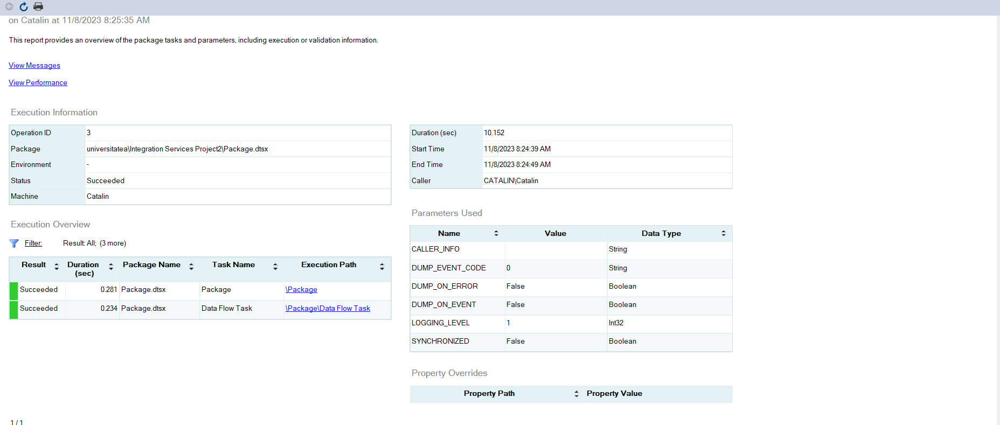 on Catalin at 11/8/2023 8:25:35 AM
This report provides an overview of the package tasks and parameters, including execution or validation information.
View Messages
View Performance
Execution Information
Operation ID 3
Package universitatea\Integration Services Project2\Package.dtsx
Environment -
Status Succeeded
Machine Catalin
Duration (sec) 10.152
Start Time 11/8/2023 8:24:39 AM
End Time 11/8/2023 8:24:49 AM
Caller CATALIN\Catalin
Execution Overview
Filter: Result: All; (3 more)
Result Duration (sec) Package Name Task Name Execution Path
Succeeded 0.281 Package.dtsx Package \Package
Succeeded 0.234 Package.dtsx Data Flow Task \Package\Data Flow Task
Parameters Used
Name Value Data Type
CALLER_INFO String
DUMP_EVENT_CODE 0 String
DUMP_ON_ERROR False Boolean
DUMP_ON_EVENT False Boolean
LOGGING_LEVEL 1 Int32
SYNCHRONIZED False Boolean
Property Overrides
Property Path Property Value
1 / 1